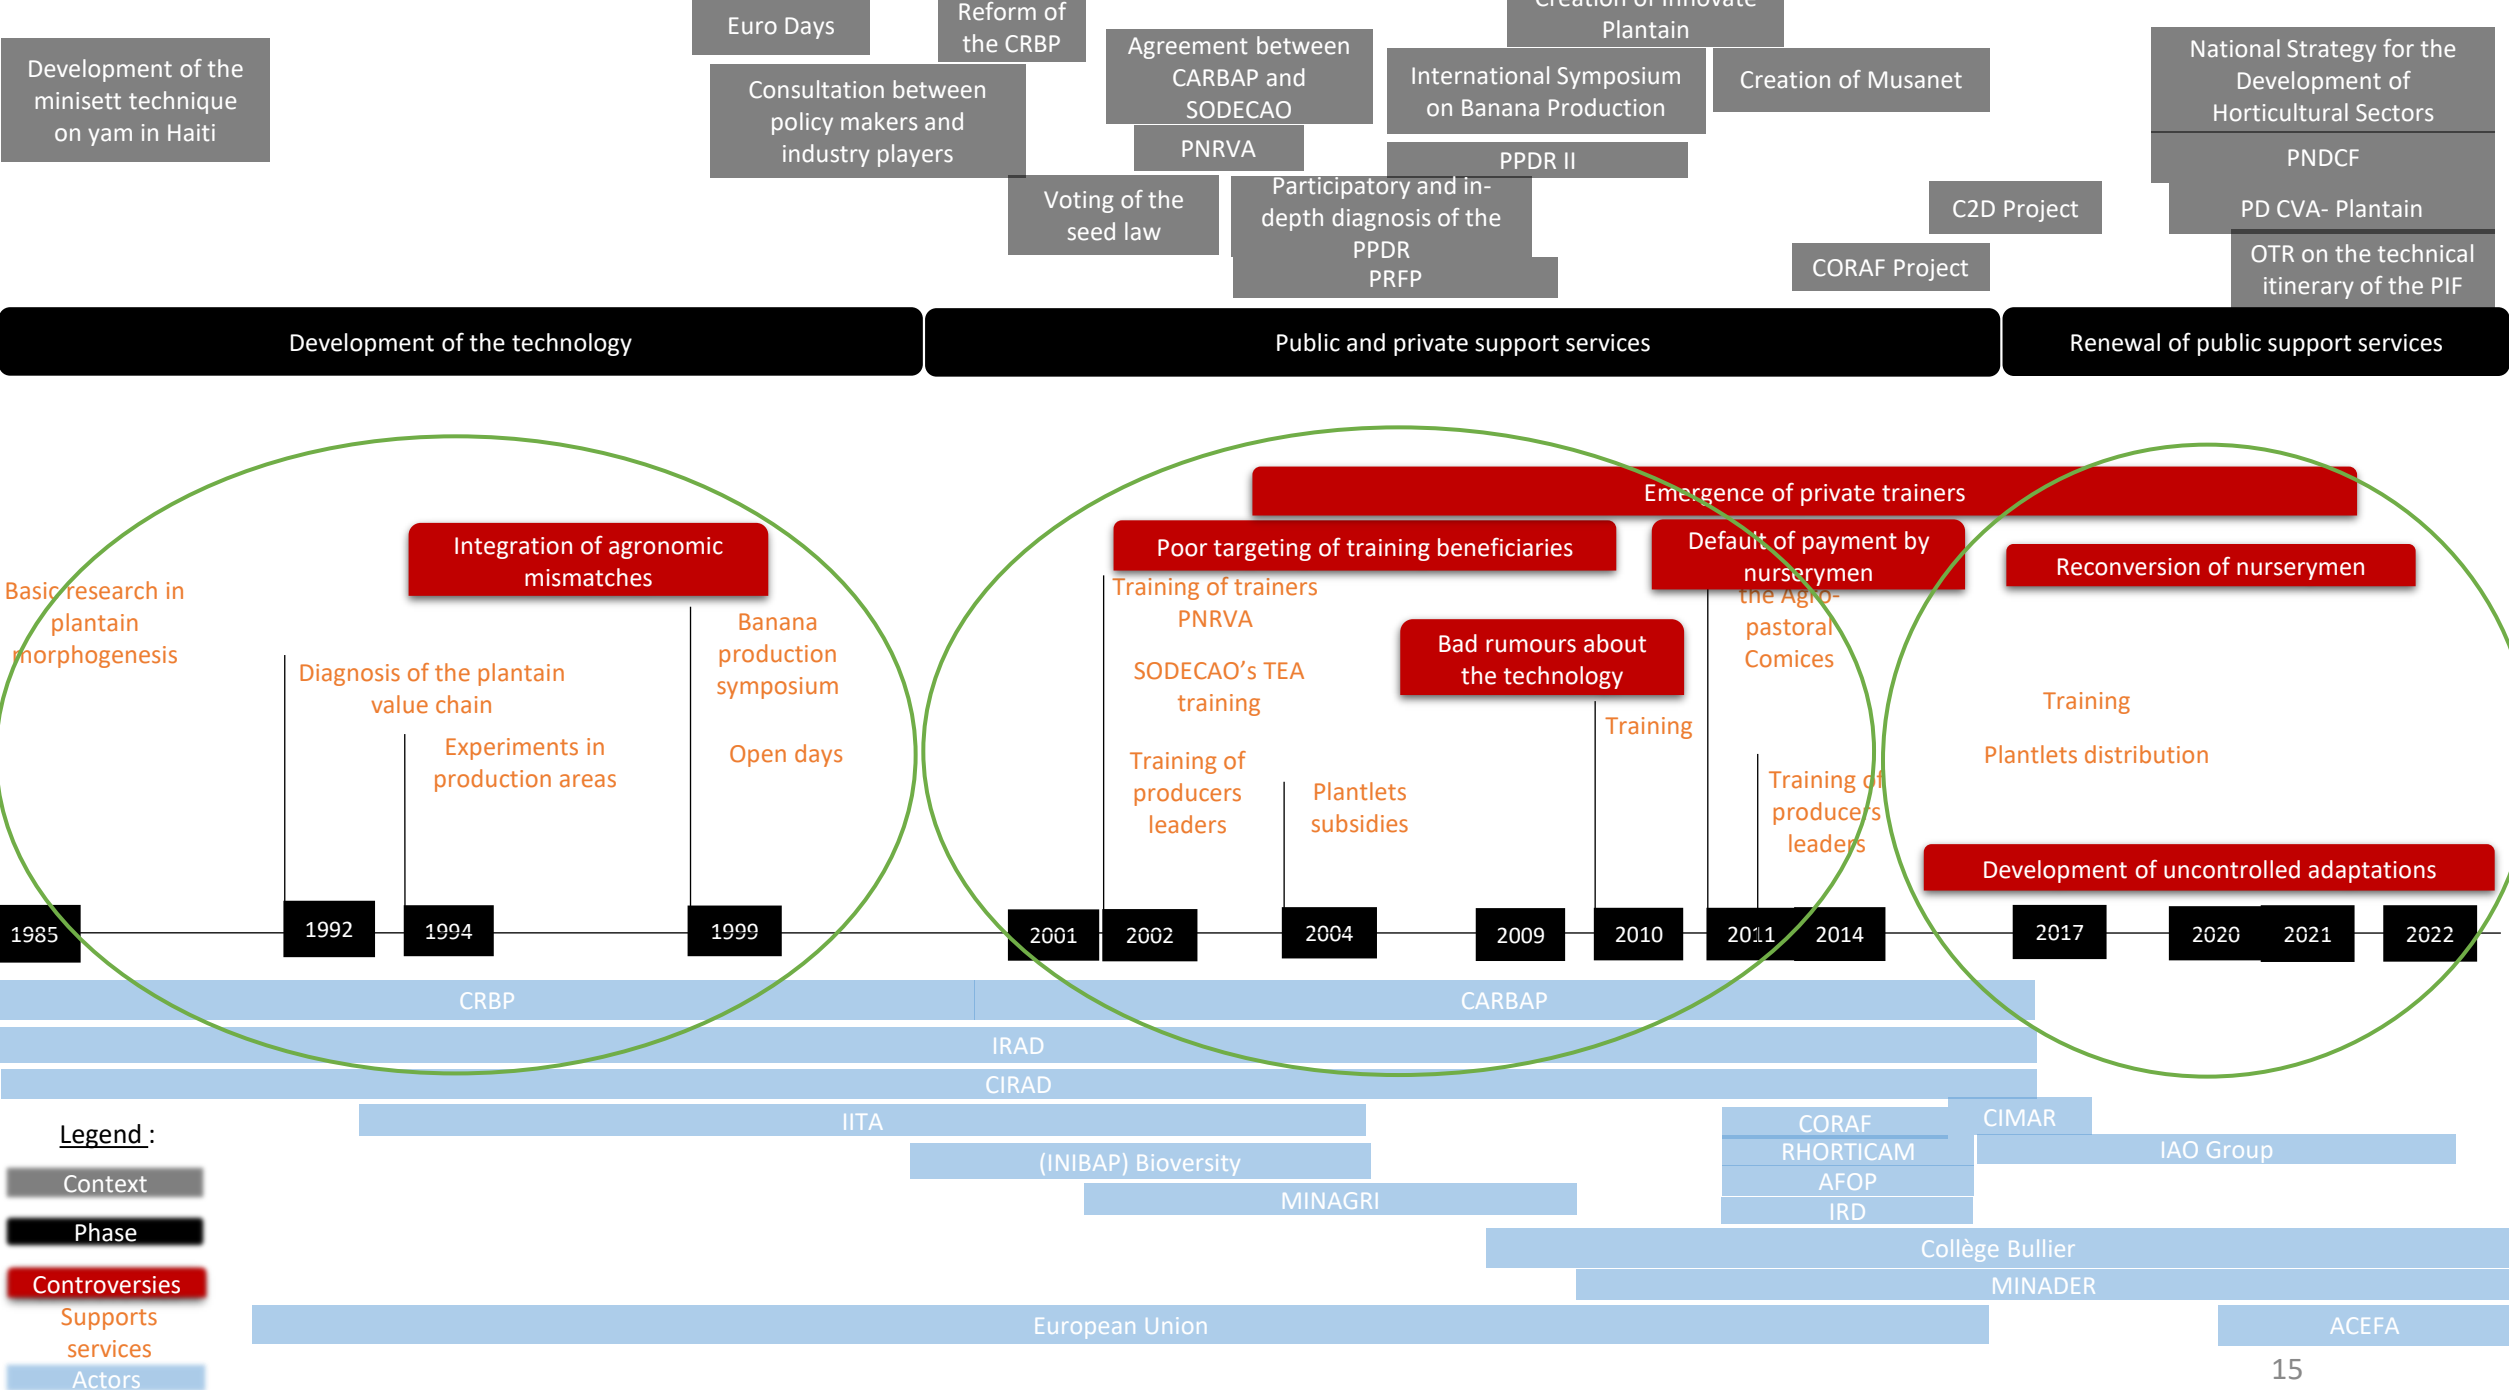 Euro Days
Reform of
the CRBP
Creation of Innovate
Plantain
Development of the
minisett technique
on yam in Haiti
Consultation between
policy makers and
industry players
Agreement between
CARBAP and
SODECAO
International Symposium
on Banana Production
Creation of Musanet
National Strategy for the
Development of
Horticultural Sectors
PNRVA
PPDR II
PNDCF
Voting of the
seed law
Participatory and in-
depth diagnosis of the
PPDR
C2D Project
PD CVA- Plantain
PRFP
CORAF Project
OTR on the technical
itinerary of the PIF
Development of the technology
Public and private support services
Renewal of public support services
Emergence of private trainers
Integration of agronomic
mismatches
Poor targeting of training beneficiaries
Default of payment by
nurserymen
Reconversion of nurserymen
Basic research in
plantain
morphogenesis
Diagnosis of the plantain
value chain
Experiments in
production areas
Banana
production
symposium
Open days
Training of trainers
PNRVA
SODECAO’s TEA
training
Training of
producers
leaders
Plantlets
subsidies
Bad rumours about
the technology
Training
the Agro-
pastoral
Comices
Training of
producers
leaders
Training
Plantlets distribution
Development of uncontrolled adaptations
1985
1992
1994
1999
2001
2002
2004
2009
2010
2011
2014
2017
2020
2021
2022
CRBP
CARBAP
IRAD
CIRAD
IITA
CORAF
CIMAR
(INIBAP) Bioversity
RHORTICAM
IAO Group
AFOP
MINAGRI
IRD
Collège Bullier
MINADER
European Union
ACEFA
Legend :
Context
Phase
Controversies
Supports
services
Actors
15